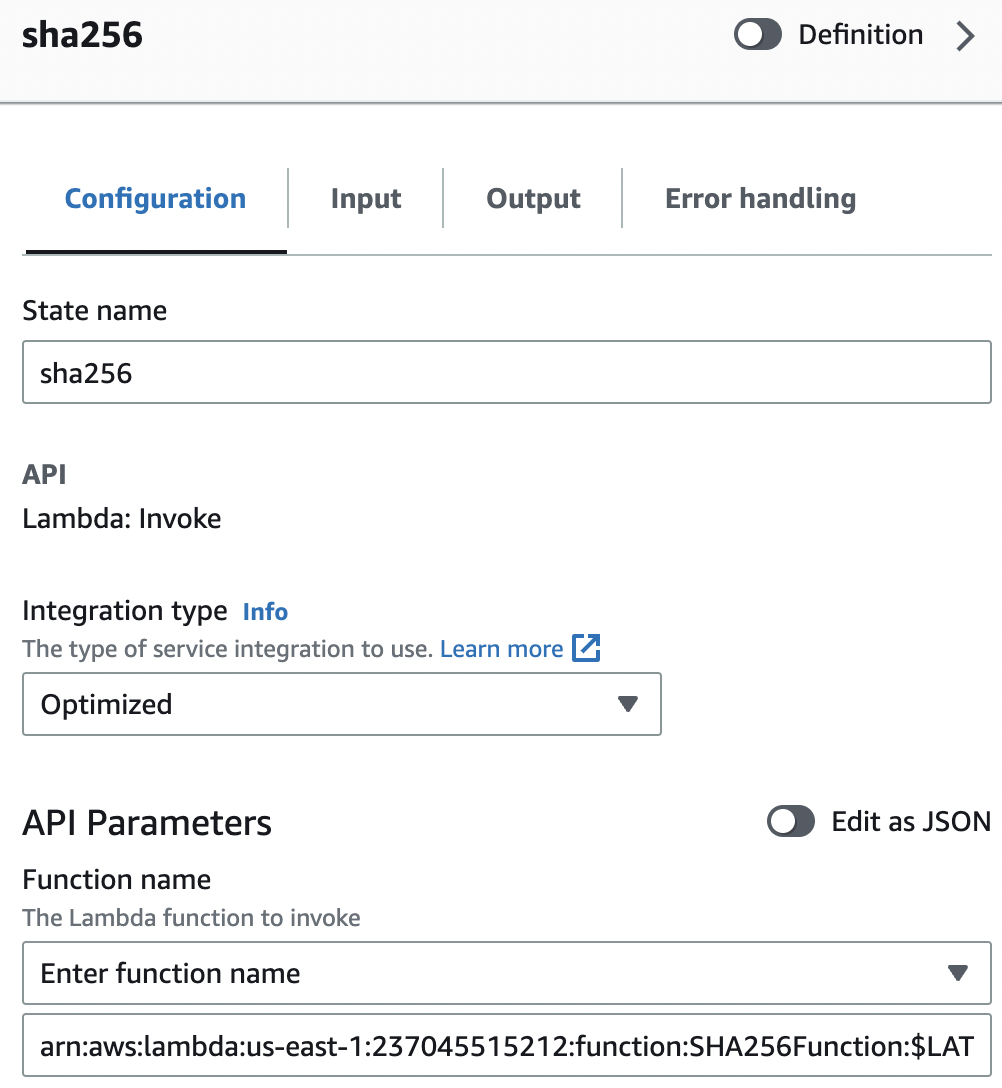 sha256
Definition
Configuration
Input
Output
Error handling
State name
sha256
API
Lambda: Invoke
Integration type Info
The type of service integration to use. Learn more
Optimized
API Parameters
Edit as JSON
Function name
The Lambda function to invoke
Enter function name
arn:aws:lambda:us-east-1:237045515212:function:SHA256Function:$LAT